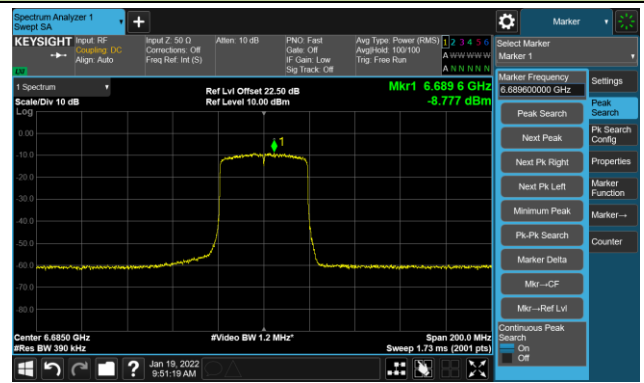 Spectrum Analyzer 1
Swept SA
Marker
KEYSIGHT Input: RF Input Z: 50 Ω Atten: 10 dB PNO: Fast Avg Type: Power (RMS) 1 2 3 4 5 6
Coupling: DC Corrections: Off Gate: Off Avg|Hold: 100/100 A W W W W W
Align: Auto Freq Ref: Int (S) IF Gain: Low Trig: Free Run
Sig Track: Off A N N N N N
Select Marker
Marker 1
1 Spectrum Ref Lvl Offset 22.50 dB Mkr1 6.689 6 GHz
Scale/Div 10 dB Ref Level 10.00 dBm -8.777 dBm
Log
1
0.00
-10.0
-20.0
-30.0
-40.0
-50.0
-60.0
-70.0
-80.0
Center 6.6850 GHz #Video BW 1.2 MHz* Span 200.0 MHz
#Res BW 390 kHz Sweep 1.73 ms (2001 pts)
Marker Frequency
6.689600000 GHz
Peak Search
Next Peak
Next Pk Right
Next Pk Left
Minimum Peak
Pk-Pk Search
Marker Delta
Mkr→CF
Mkr→Ref Lvl
Continuous Peak
Search
On
Off
Settings
Peak
Search
Pk Search
Config
Properties
Marker
Function
Marker→
Counter
Jan 19, 2022
9:51:19 AM